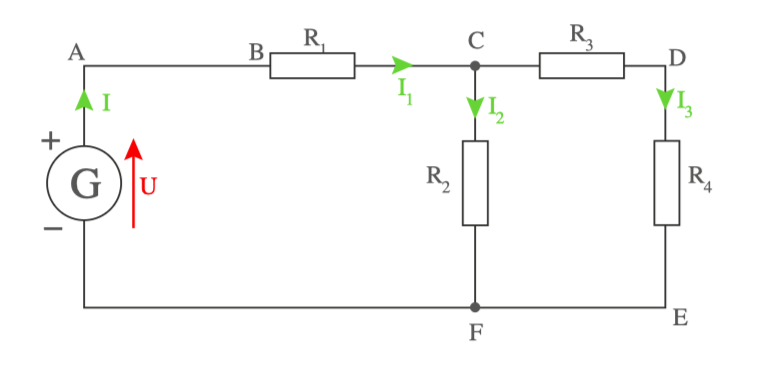 A
B
R₁
C
R₃
D
I
I₁
I₂
I₃
+
G
U
R₂
R₄
−
F
E